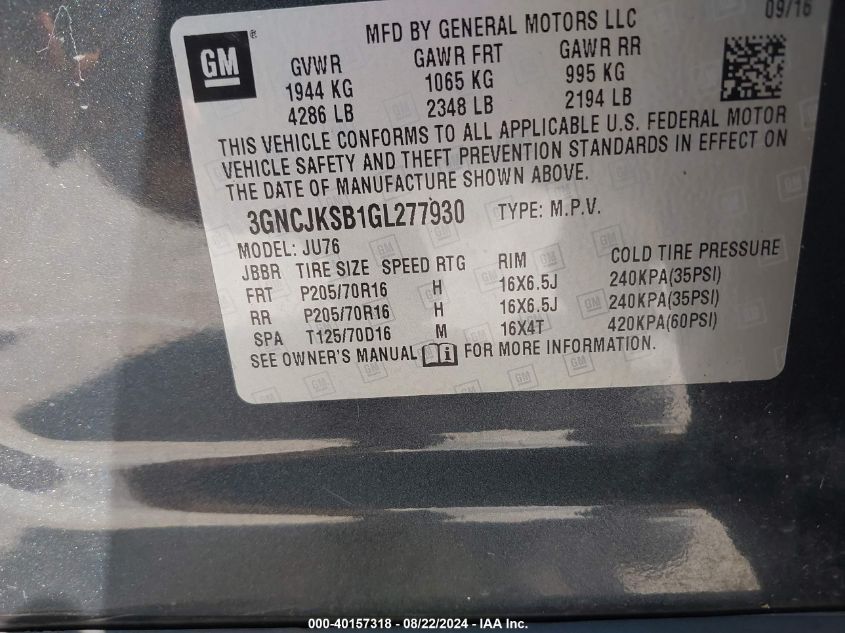 09/16
MFD BY GENERAL MOTORS LLC
GM®
GVWR GAWR FRT GAWR RR
1944 KG 1065 KG 995 KG
4286 LB 2348 LB 2194 LB
THIS VEHICLE CONFORMS TO ALL APPLICABLE U.S. FEDERAL MOTOR
VEHICLE SAFETY AND THEFT PREVENTION STANDARDS IN EFFECT ON
THE DATE OF MANUFACTURE SHOWN ABOVE.
3GNCJKSB1GL277930 TYPE: M.P.V.
MODEL: JU76
JBBR TIRE SIZE SPEED RTG RIM COLD TIRE PRESSURE
FRT P205/70R16 H 16X6.5J 240KPA(35PSI)
RR P205/70R16 H 16X6.5J 240KPA(35PSI)
SPA T125/70D16 M 16X4T 420KPA(60PSI)
SEE OWNER'S MANUAL FOR MORE INFORMATION.
000-40157318 - 08/22/2024 - IAA Inc.